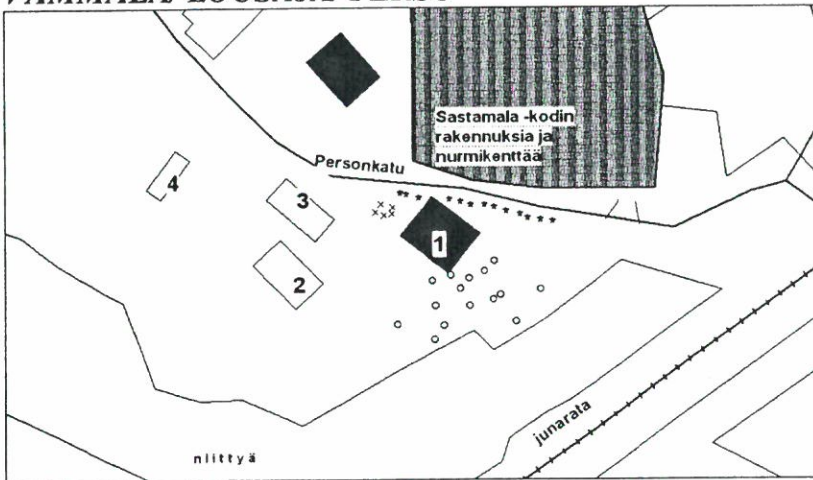 Sastamala -kodin
rakennuksia ja
nurmikenttää
Personkatu
4
3
1
2
junarata
niittyä